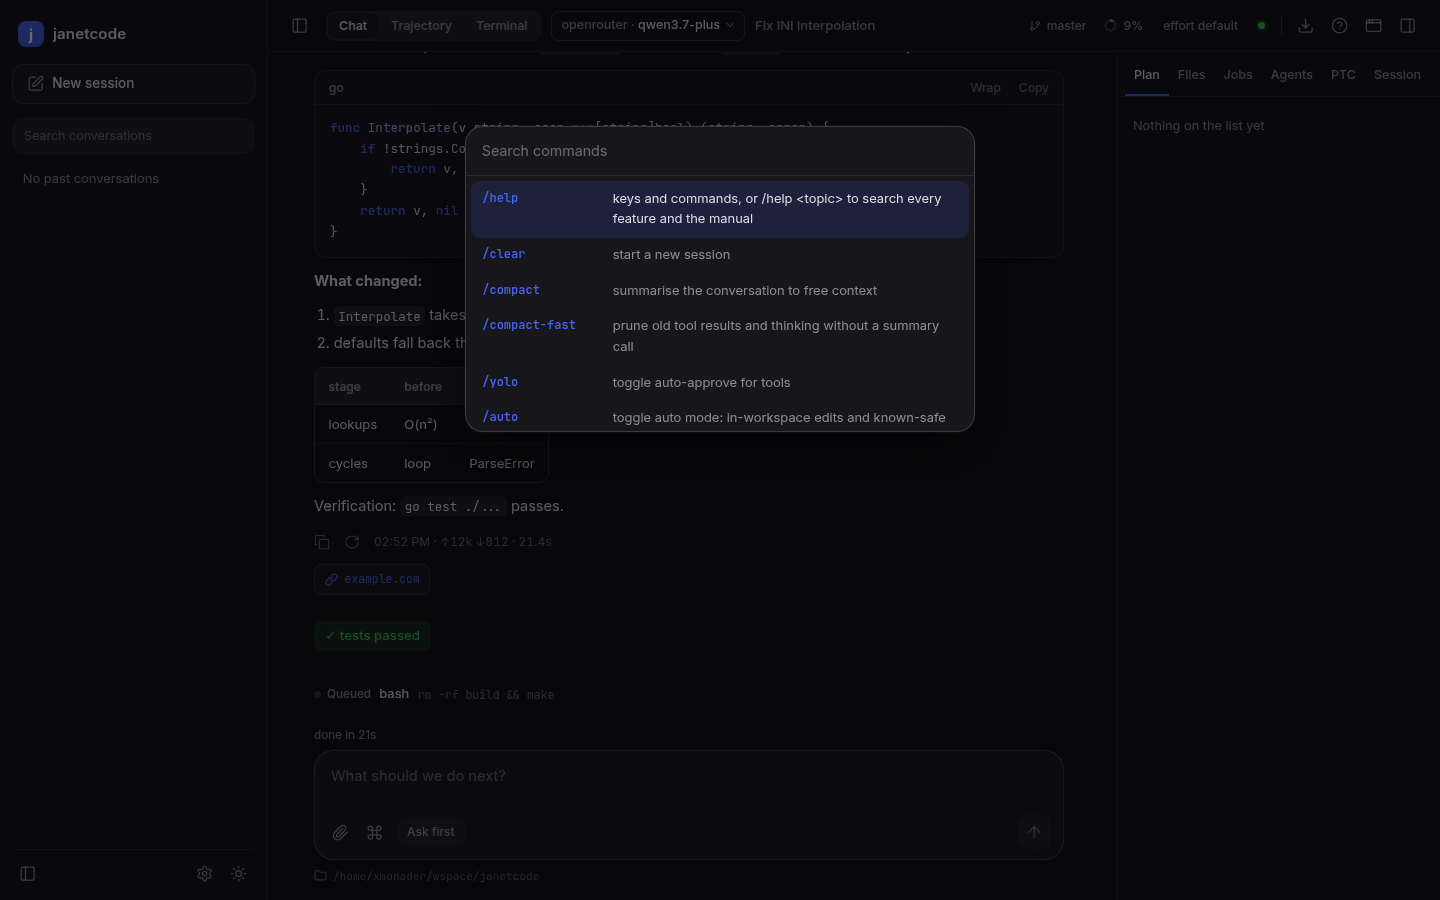 j janetcode
New session
Search conversations
No past conversations
Chat Trajectory Terminal openrouter · qwen3.7-plus Fix INI interpolation master 9% effort default
go Wrap Copy
func Interpolate(v string, seen map[string]bool) (string, error) {
if !strings.Co
return v,
}
return v, nil
}
What changed:
1. Interpolate takes
2. defaults fall back th
stage before
lookups O(n²)
cycles loop ParseError
Verification: go test ./... passes.
02:52 PM · ↑12k ↓812 · 21.4s
example.com
✓ tests passed
Queued bash rm -rf build && make
done in 21s
What should we do next?
Ask first
/home/xmonader/wspace/janetcode
Search commands
/help keys and commands, or /help <topic> to search every
feature and the manual
/clear start a new session
/compact summarise the conversation to free context
/compact-fast prune old tool results and thinking without a summary
call
/yolo toggle auto-approve for tools
/auto toggle auto mode: in-workspace edits and known-safe
Plan Files Jobs Agents PTC Session
Nothing on the list yet